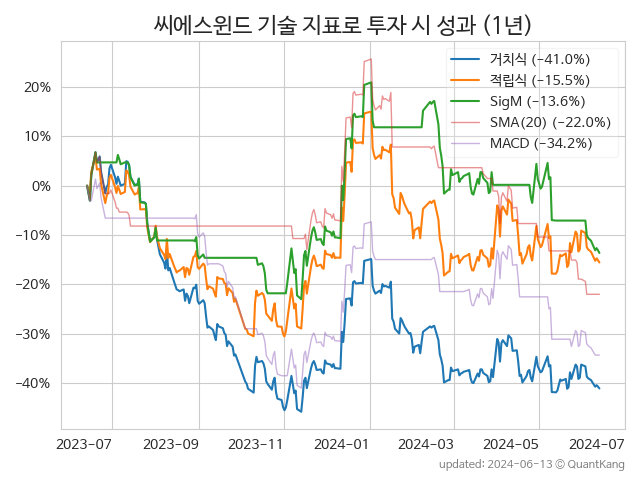 씨에스윈드 기술 지표로 투자 시 성과 (1년)
거치식 (−41.0%)
적립식 (−15.5%)
SigM (−13.6%)
SMA(20) (−22.0%)
MACD (−34.2%)
20%
10%
0%
−10%
−20%
−30%
−40%
2023-07
2023-09
2023-11
2024-01
2024-03
2024-05
2024-07
updated: 2024-06-13 ⓒ QuantKang